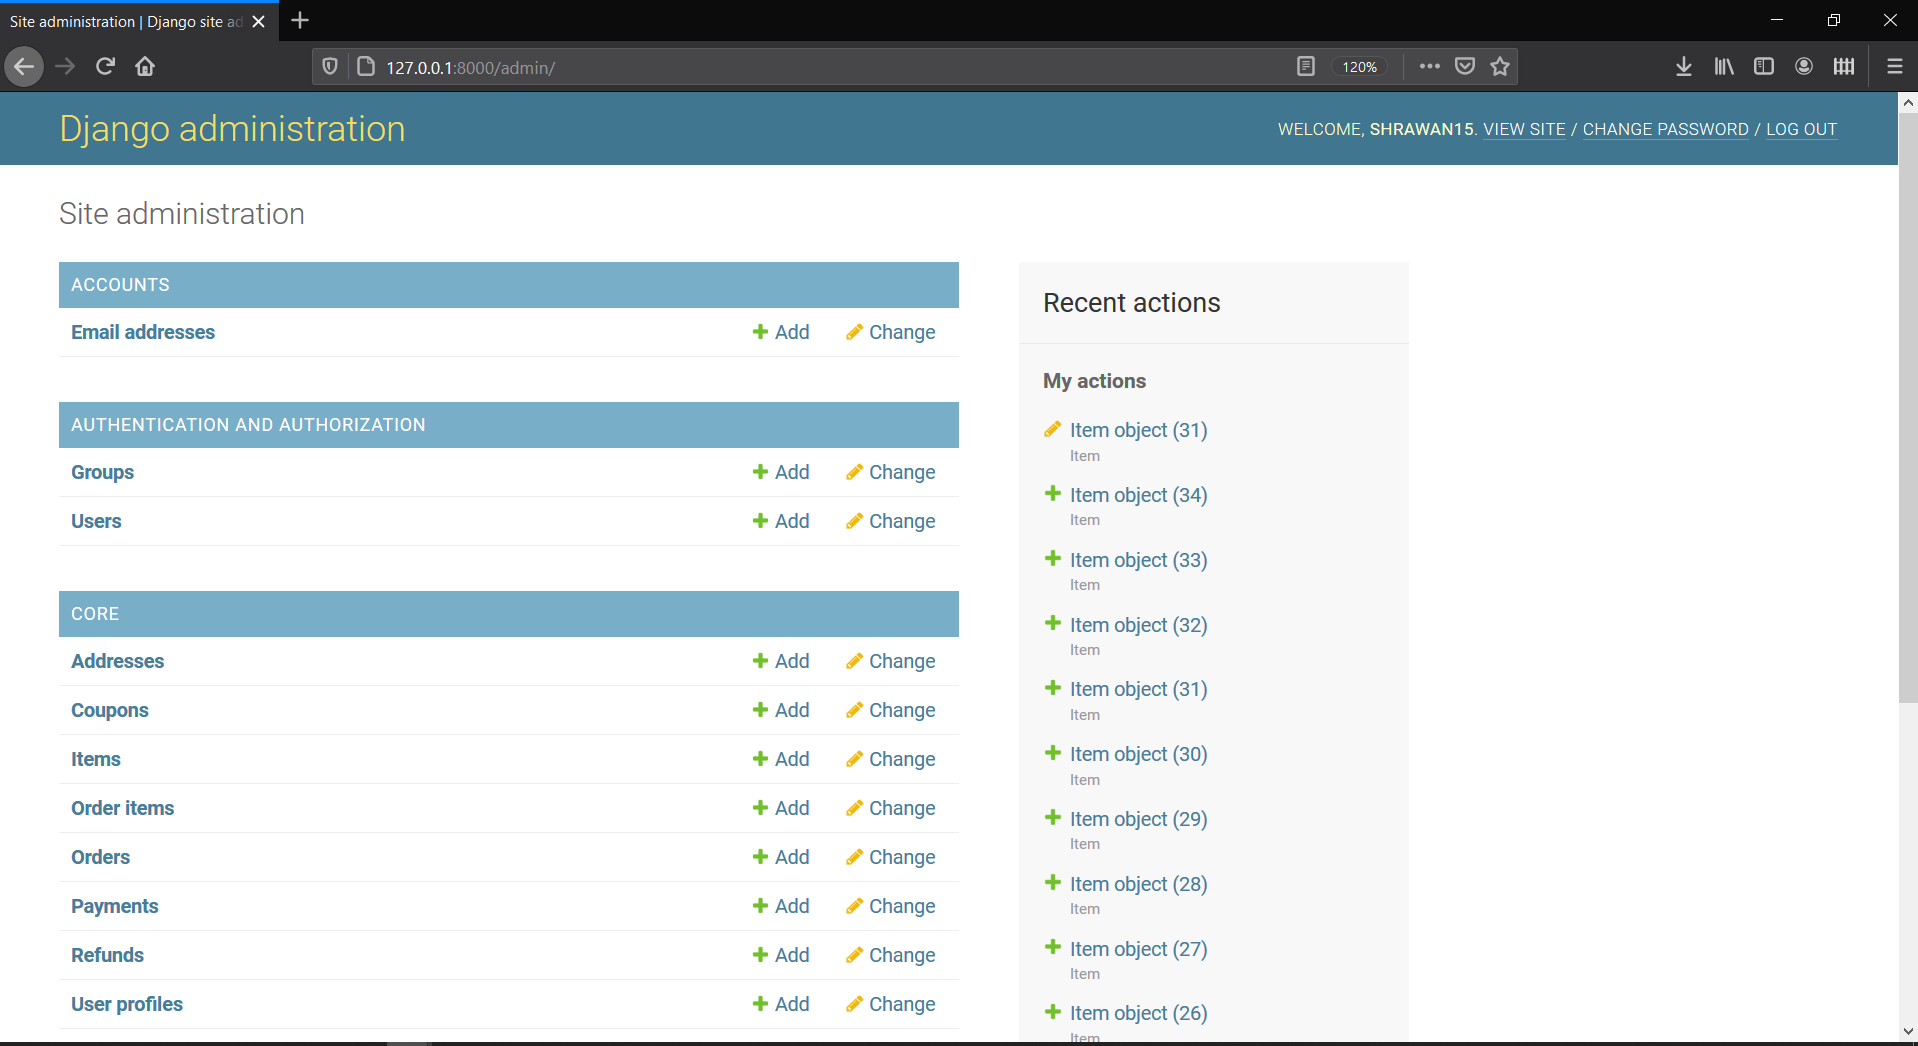 Site administration | Django site ad
127.0.0.1:8000/admin/
120%
Django administration
WELCOME, SHRAWAN15. VIEW SITE / CHANGE PASSWORD / LOG OUT
Site administration
ACCOUNTS
Email addresses Add Change
AUTHENTICATION AND AUTHORIZATION
Groups Add Change
Users Add Change
CORE
Addresses Add Change
Coupons Add Change
Items Add Change
Order items Add Change
Orders Add Change
Payments Add Change
Refunds Add Change
User profiles Add Change
Recent actions
My actions
Item object (31)
Item
Item object (34)
Item
Item object (33)
Item
Item object (32)
Item
Item object (31)
Item
Item object (30)
Item
Item object (29)
Item
Item object (28)
Item
Item object (27)
Item
Item object (26)
Item